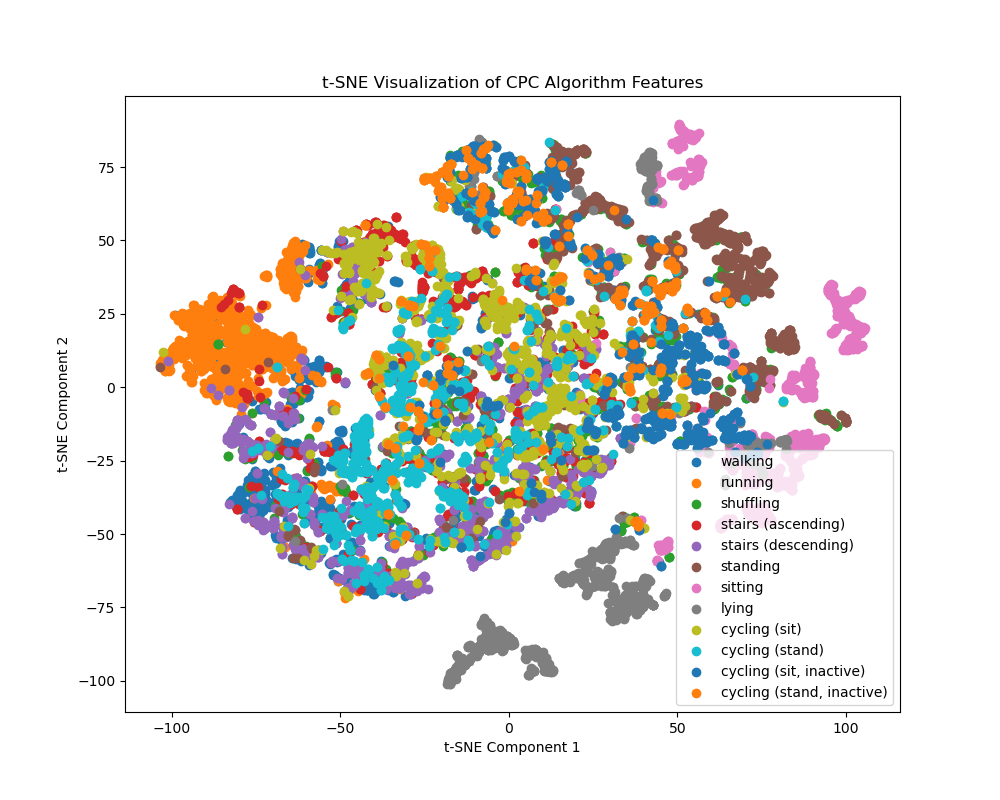 t-SNE Visualization of CPC Algorithm Features
t-SNE Component 2
75
50
25
0
−25
−50
−75
−100
−100
−50
0
50
100
t-SNE Component 1
walking
running
shuffling
stairs (ascending)
stairs (descending)
standing
sitting
lying
cycling (sit)
cycling (stand)
cycling (sit, inactive)
cycling (stand, inactive)